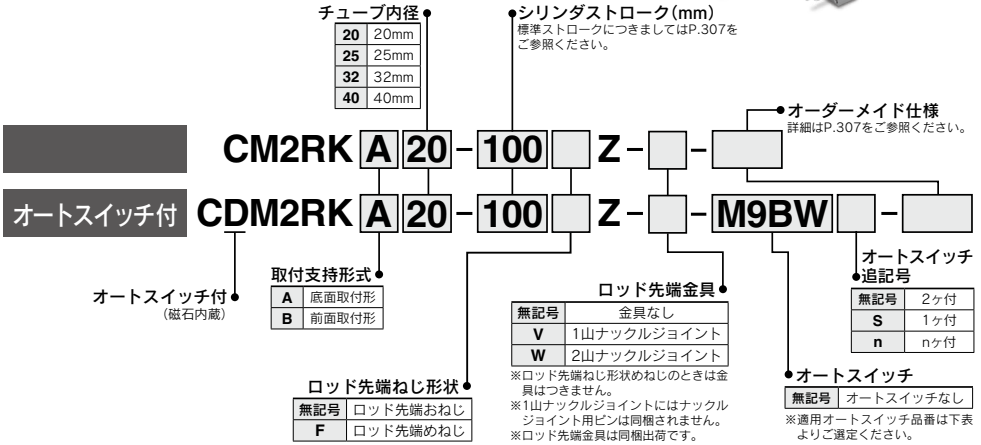 チューブ内径
20 20mm
25 25mm
32 32mm
40 40mm
シリンダストローク(mm)
標準ストロークにつきましてはP.307を
ご参照ください。
オーダーメイド仕様
詳細はP.307をご参照ください。
CM2RK A 20 - 100 Z - -
オートスイッチ付 CDM2RK A 20 - 100 Z - - M9BW -
オートスイッチ付
(磁石内蔵)
取付支持形式
A 底面取付形
B 前面取付形
ロッド先端ねじ形状
無記号 ロッド先端おねじ
F ロッド先端めねじ
ロッド先端金具
無記号 金具なし
V 1山ナックルジョイント
W 2山ナックルジョイント
※ロッド先端ねじ形状めねじのときは金
具はつきません。
※1山ナックルジョイントにはナックル
ジョイント用ピンは同梱されません。
※ロッド先端金具は同梱出荷です。
オートスイッチ
追記号
無記号 2ヶ付
S 1ヶ付
n nヶ付
オートスイッチ
無記号 オートスイッチなし
※適用オートスイッチ品番は下表
よりご選定ください。